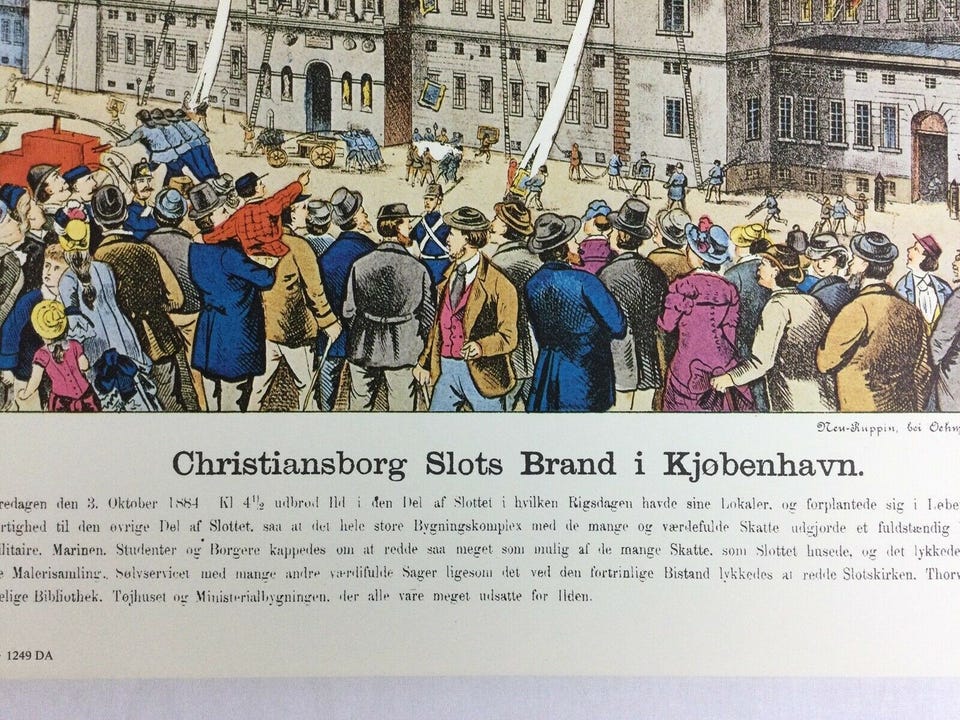 Neu-Ruppin, bei Oehm
Christiansborg Slots Brand i Kjøbenhavn.
redagen den 3. Oktober 1884 Kl 4½ udbrød Ild i den Del af Slottet i hvilken Rigsdagen havde sine Lokaler, og forplantede sig i Løbe
rtighed til den øvrige Del af Slottet, saa at det hele store Bygningskomplex med de mange og værdefulde Skatte udgjorde et fuldstændig
ilitaire, Marinen, Studenter og Borgere kappedes om at redde saa meget som mulig af de mange Skatte, som Slottet husede, og det lykkede
e Malerisamling, Sølvservicet med mange andre værdifulde Sager ligesom det ved den fortrinlige Bistand lykkedes at redde Slotskirken, Thorv
elige Bibliothek, Tøjhuset og Ministerialbygningen, der alle vare meget udsatte for Ilden.
1249 DA